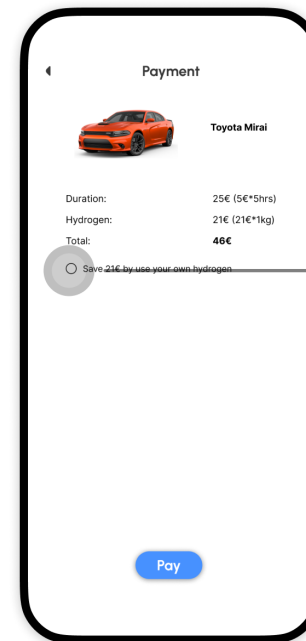 Payment
Toyota Mirai
Duration: 25€ (5€*5hrs)
Hydrogen: 21€ (21€*1kg)
Total: 46€
Save 21€ by use your own hydrogen
Pay